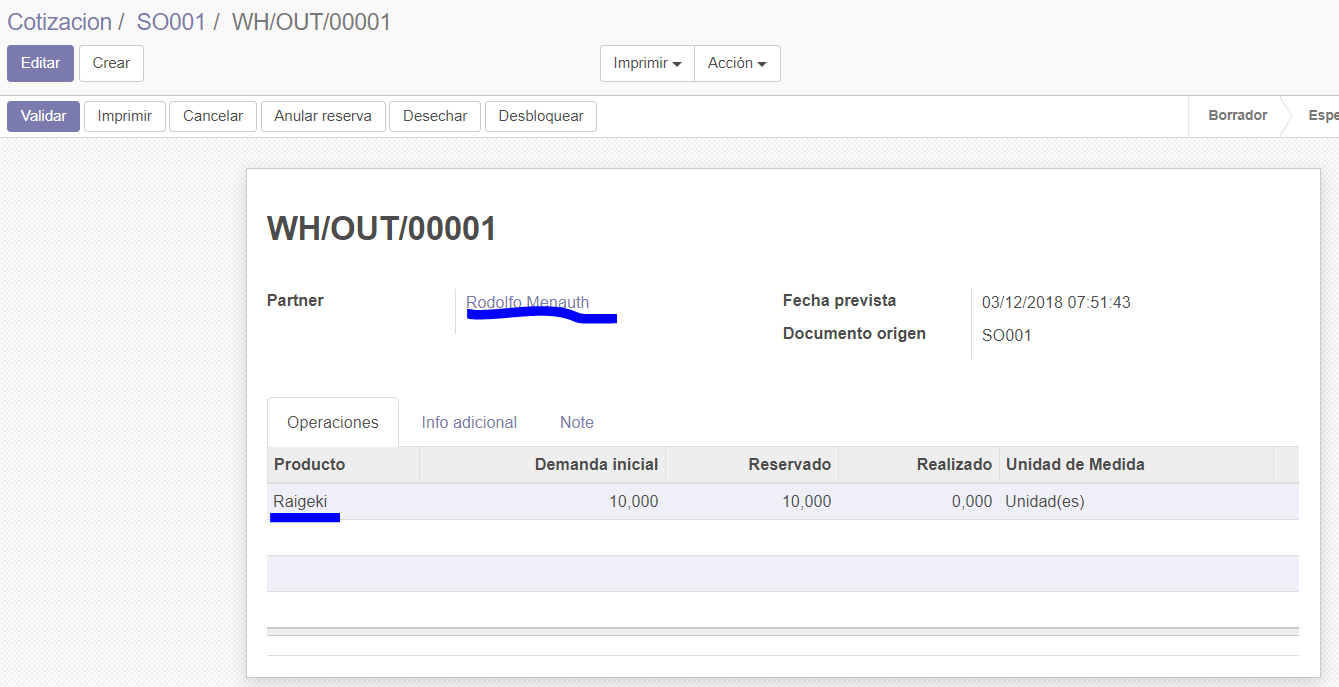 Cotizacion / SO001 / WH/OUT/00001
Editar Crear Imprimir Acción
Validar Imprimir Cancelar Anular reserva Desechar Desbloquear Borrador Espe
WH/OUT/00001
Partner Rodolfo Menauth Fecha prevista 03/12/2018 07:51:43
Documento origen SO001
Operaciones Info adicional Note
Producto Demanda inicial Reservado Realizado Unidad de Medida
Raigeki 10,000 10,000 0,000 Unidad(es)